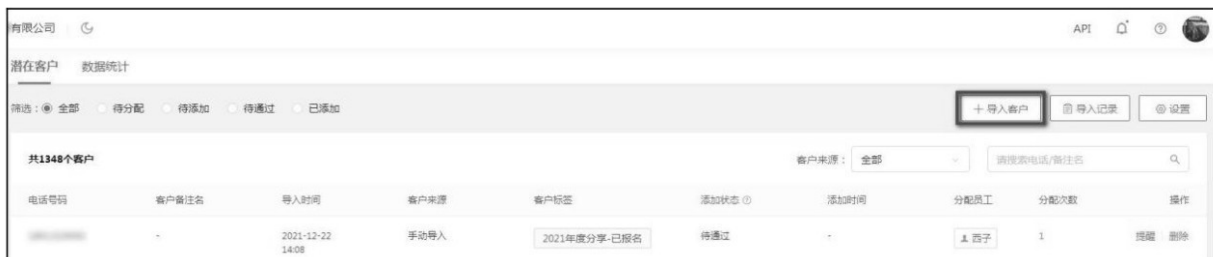 有限公司
API
潜在客户 数据统计
筛选： 全部 待分配 待添加 待通过 已添加 + 导入客户 导入记录 设置
共1348个客户 客户来源： 全部 请搜索电话/备注名
电话号码 客户备注名 导入时间 客户来源 客户标签 添加状态 添加时间 分配员工 分配次数 操作
- 2021-12-22 手动导入 2021年度分享-已报名 待通过 - 西子 1 提醒 删除
14:08